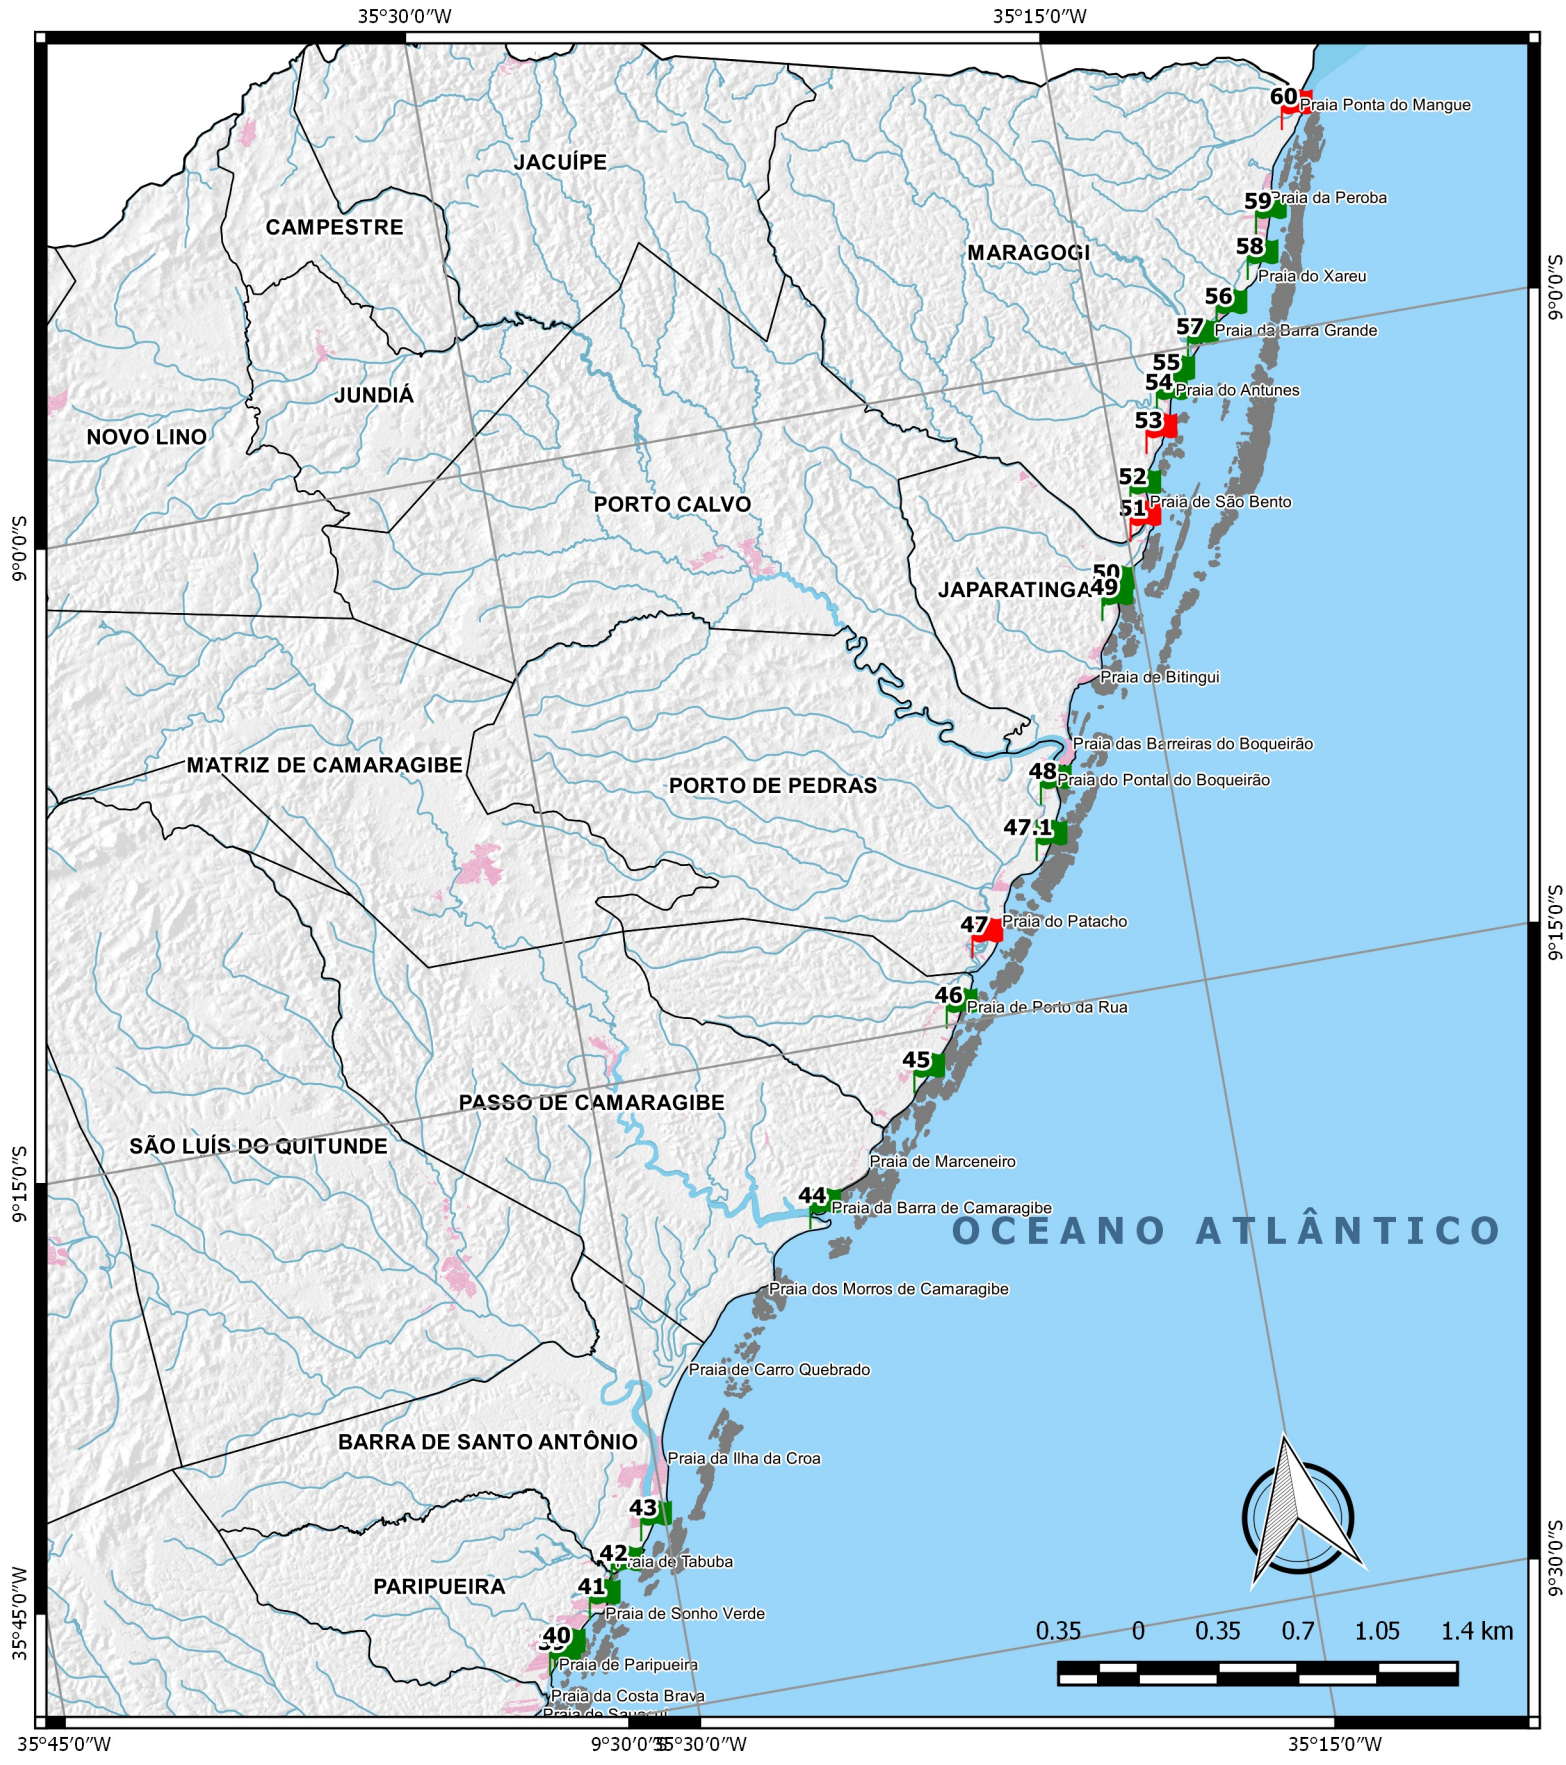 35°30′0″W
35°15′0″W
60
Praia Ponta do Mangue
JACUÍPE
59
Praia da Peroba
CAMPESTRE
58
MARAGOGI
Praia do Xareu
9°0′0″S
56
57
Praia da Barra Grande
55
54
Praia do Antunes
JUNDIÁ
53
NOVO LINO
52
PORTO CALVO
Praia de São Bento
51
9°0′0″S
50
JAPARATINGA
49
Praia de Bitingui
Praia das Barreiras do Boqueirão
MATRIZ DE CAMARAGIBE
48
Praia do Pontal do Boqueirão
PORTO DE PEDRAS
47.1
47
Praia do Patacho
9°15′0″S
46
Praia de Porto da Rua
45
PASSO DE CAMARAGIBE
SÃO LUÍS DO QUITUNDE
Praia de Marceneiro
9°15′0″S
44
Praia da Barra de Camaragibe
OCEANO ATLÂNTICO
Praia dos Morros de Camaragibe
Praia de Carro Quebrado
BARRA DE SANTO ANTÔNIO
Praia da Ilha da Croa
43
42
Praia de Tabuba
9°30′0″S
PARIPUEIRA
41
Praia de Sonho Verde
35°45′0″W
40
39
Praia de Paripueira
0.35 0 0.35 0.7 1.05 1.4 km
Praia da Costa Brava
Praia de Sauaçui
35°45′0″W
9°30′0″S
35°30′0″W
35°15′0″W